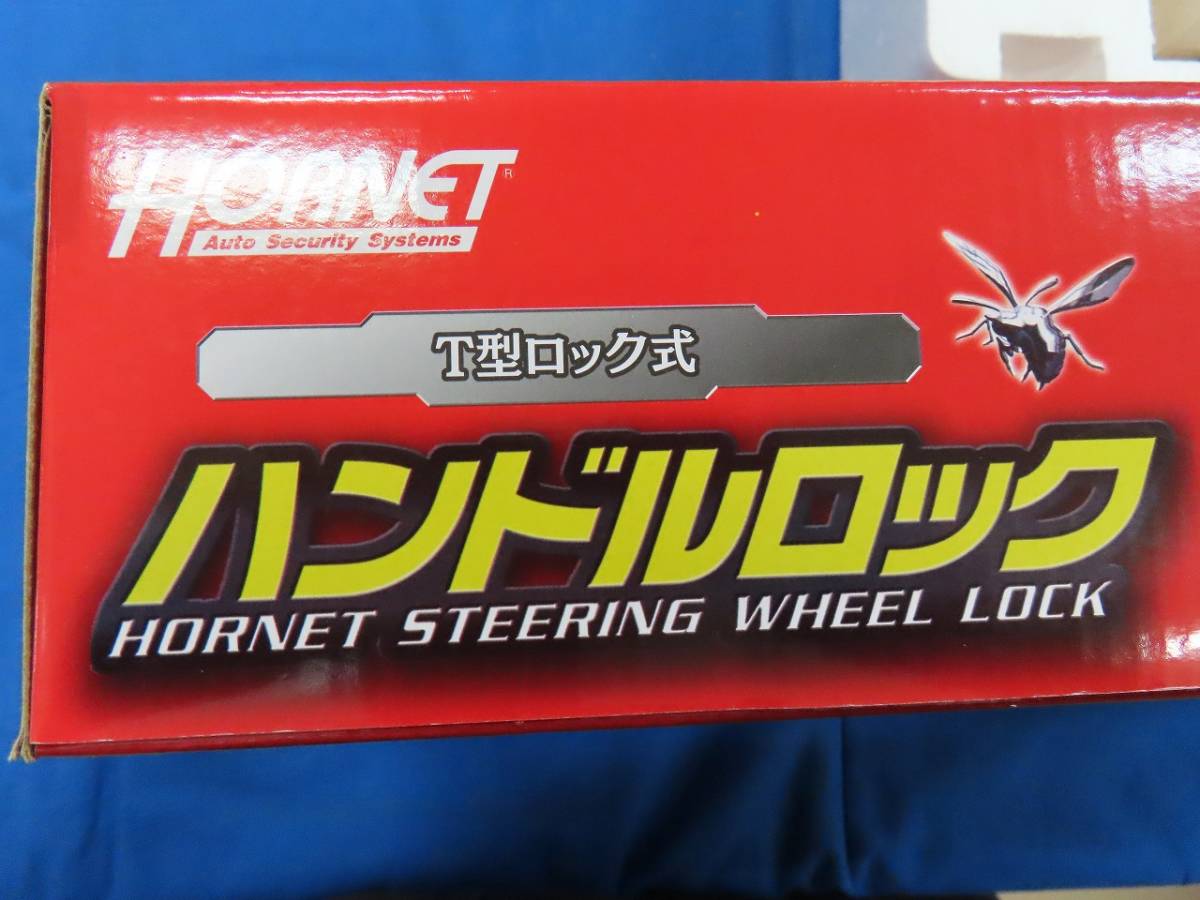 HORNET®
Auto Security Systems
T型ロック式
ハンドルロック
HORNET STEERING WHEEL LOCK